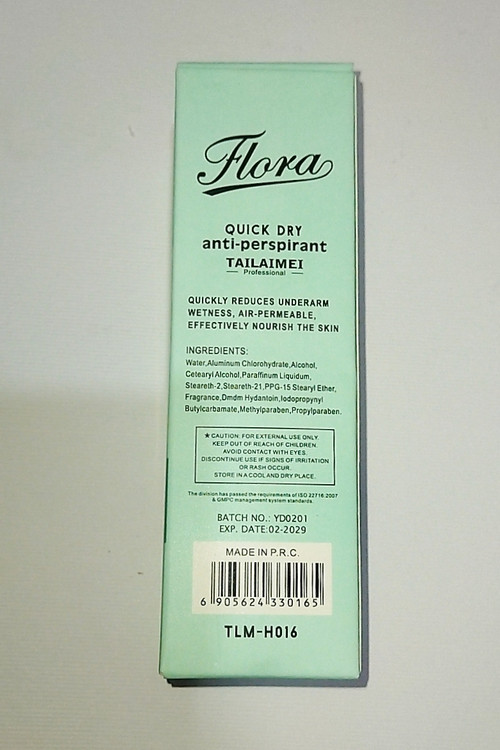 Flora
QUICK DRY
anti-perspirant
TAILAIMEI
Professional
QUICKLY REDUCES UNDERARM
WETNESS, AIR-PERMEABLE,
EFFECTIVELY NOURISH THE SKIN
INGREDIENTS:
Water,Aluminum Chlorohydrate,Alcohol,
Cetearyl Alcohol,Paraffinum Liquidum,
Steareth-2,Steareth-21,PPG-15 Stearyl Ether,
Fragrance,Dmdm Hydantoin,Iodopropynyl
Butylcarbamate,Methylparaben,Propylparaben.
★CAUTION: FOR EXTERNAL USE ONLY.
KEEP OUT OF REACH OF CHILDREN.
AVOID CONTACT WITH EYES.
DISCONTINUE USE IF SIGNS OF IRRITATION
OR RASH OCCUR.
STORE IN A COOL AND DRY PLACE.
The division has passed the requirements of ISO 22716:2007
& GMPC management system standards.
BATCH NO.: YD0201
EXP. DATE:02-2029
MADE IN P.R.C.
6 905624 330165
TLM-H016